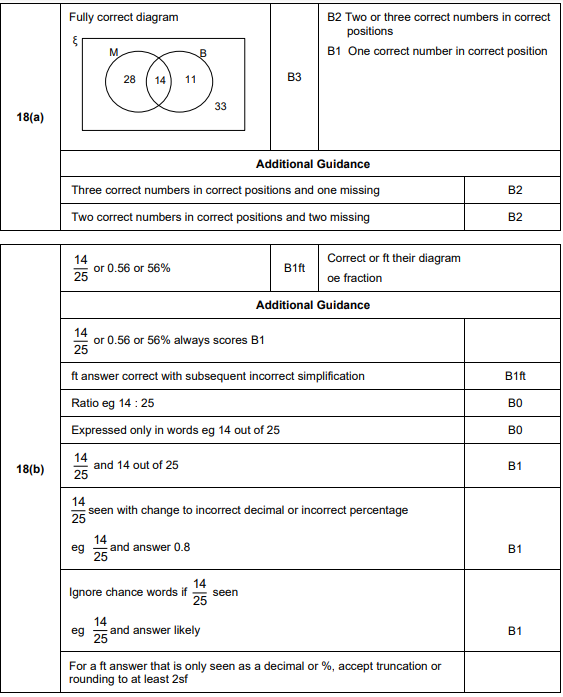 18(a)
Fully correct diagram
ξ
M
B
28
14
11
33
B3
B2 Two or three correct numbers in correct
positions
B1 One correct number in correct position
Additional Guidance
Three correct numbers in correct positions and one missing
B2
Two correct numbers in correct positions and two missing
B2
18(b)
14/25 or 0.56 or 56%
B1ft
Correct or ft their diagram
oe fraction
Additional Guidance
14/25 or 0.56 or 56% always scores B1
ft answer correct with subsequent incorrect simplification
B1ft
Ratio eg 14 : 25
B0
Expressed only in words eg 14 out of 25
B0
14/25 and 14 out of 25
B1
14/25 seen with change to incorrect decimal or incorrect percentage
eg 14/25 and answer 0.8
B1
Ignore chance words if 14/25 seen
eg 14/25 and answer likely
B1
For a ft answer that is only seen as a decimal or %, accept truncation or
rounding to at least 2sf